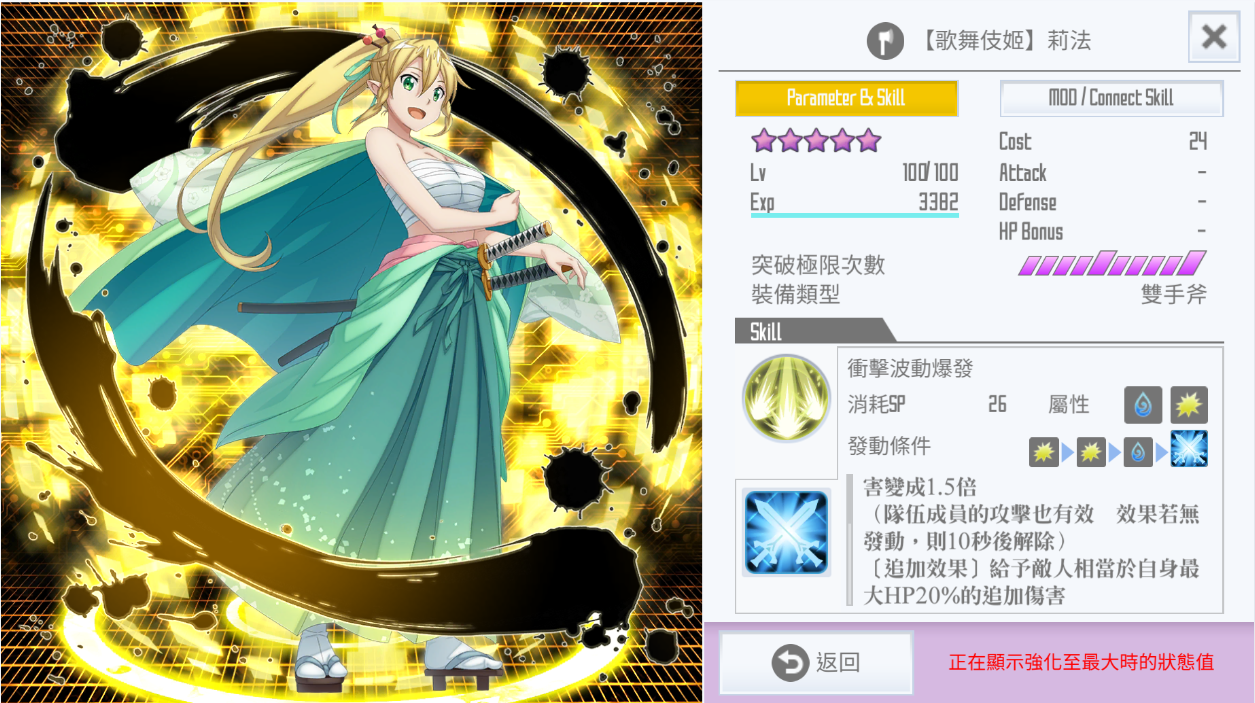 【歌舞伎姬】莉法
Parameter & Skill
MOD / Connect Skill
Lv 100/100
Exp 3382
Cost 24
Attack -
Defense -
HP Bonus -
突破極限次數
裝備類型 雙手斧
Skill
衝擊波動爆發
消耗SP 26 屬性
發動條件
害變成1.5倍
（隊伍成員的攻擊也有效　效果若無
發動，則10秒後解除）
〔追加效果〕給予敵人相當於自身最
大HP20%的追加傷害
返回
正在顯示強化至最大時的狀態值